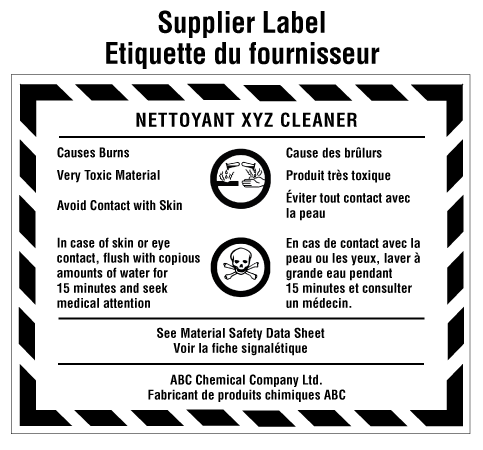 Supplier Label
Etiquette du fournisseur
NETTOYANT XYZ CLEANER
Causes Burns
Very Toxic Material
Avoid Contact with Skin
In case of skin or eye
contact, flush with copious
amounts of water for
15 minutes and seek
medical attention
Cause des brûlurs
Produit très toxique
Éviter tout contact avec
la peau
En cas de contact avec la
peau ou les yeux, laver à
grande eau pendant
15 minutes et consulter
un médecin.
See Material Safety Data Sheet
Voir la fiche signalétique
ABC Chemical Company Ltd.
Fabricant de produits chimiques ABC